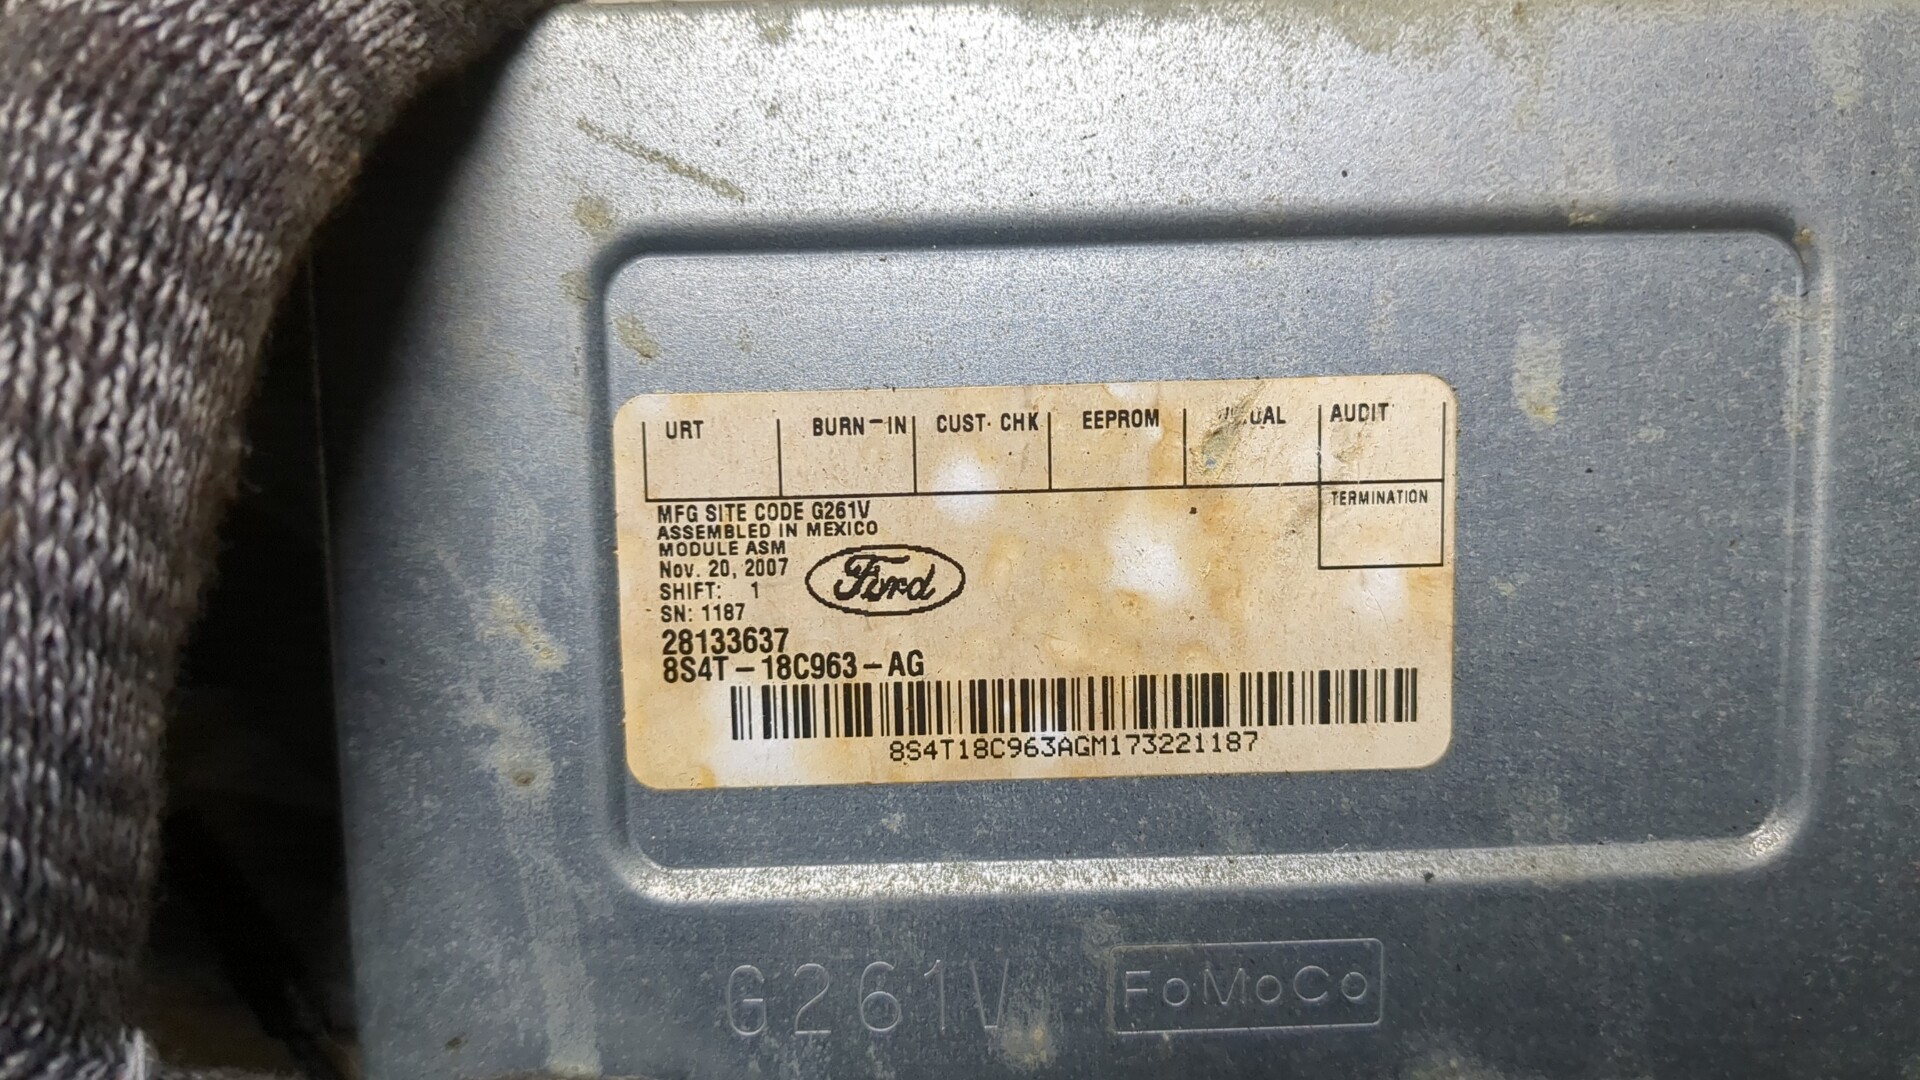 URT BURN-IN CUST. CHK EEPROM AUDIT
TERMINATION
MFG SITE CODE G261V
ASSEMBLED IN MEXICO
MODULE ASM
Nov. 20, 2007
SHIFT: 1
SN: 1187
Ford
28133637
8S4T-18C963-AG
8S4T18C963AGM173221187
G261V FoMoCo